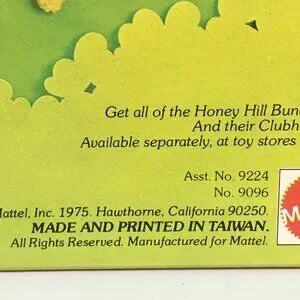 Get all of the Honey Hill Bun
And their Clubh
Available separately, at toy stores
Asst. No. 9224
No. 9096
attel, Inc. 1975. Hawthorne, California 90250.
MADE AND PRINTED IN TAIWAN.
All Rights Reserved. Manufactured for Mattel.
M